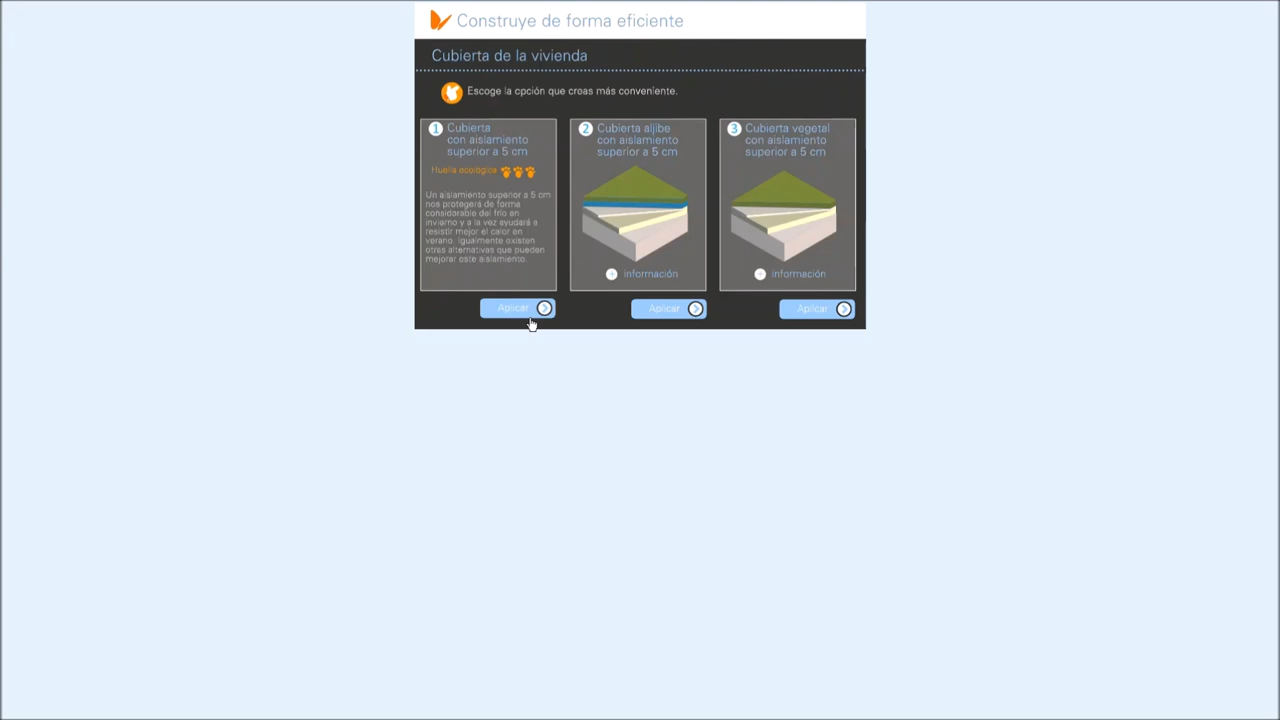 Construye de forma eficiente
Cubierta de la vivienda
Escoge la opción que creas más conveniente.
1 Cubierta
con aislamiento
superior a 5 cm
Huella ecológica
Un aislamiento superior a 5 cm
nos protegerá de forma
considerable del frío en
invierno y a la vez ayudará a
resistir mejor el calor en
verano. Igualmente existen
otras alternativas que pueden
mejorar este aislamiento.
Aplicar
2 Cubierta aljibe
con aislamiento
superior a 5 cm
+ información
Aplicar
3 Cubierta vegetal
con aislamiento
superior a 5 cm
+ información
Aplicar